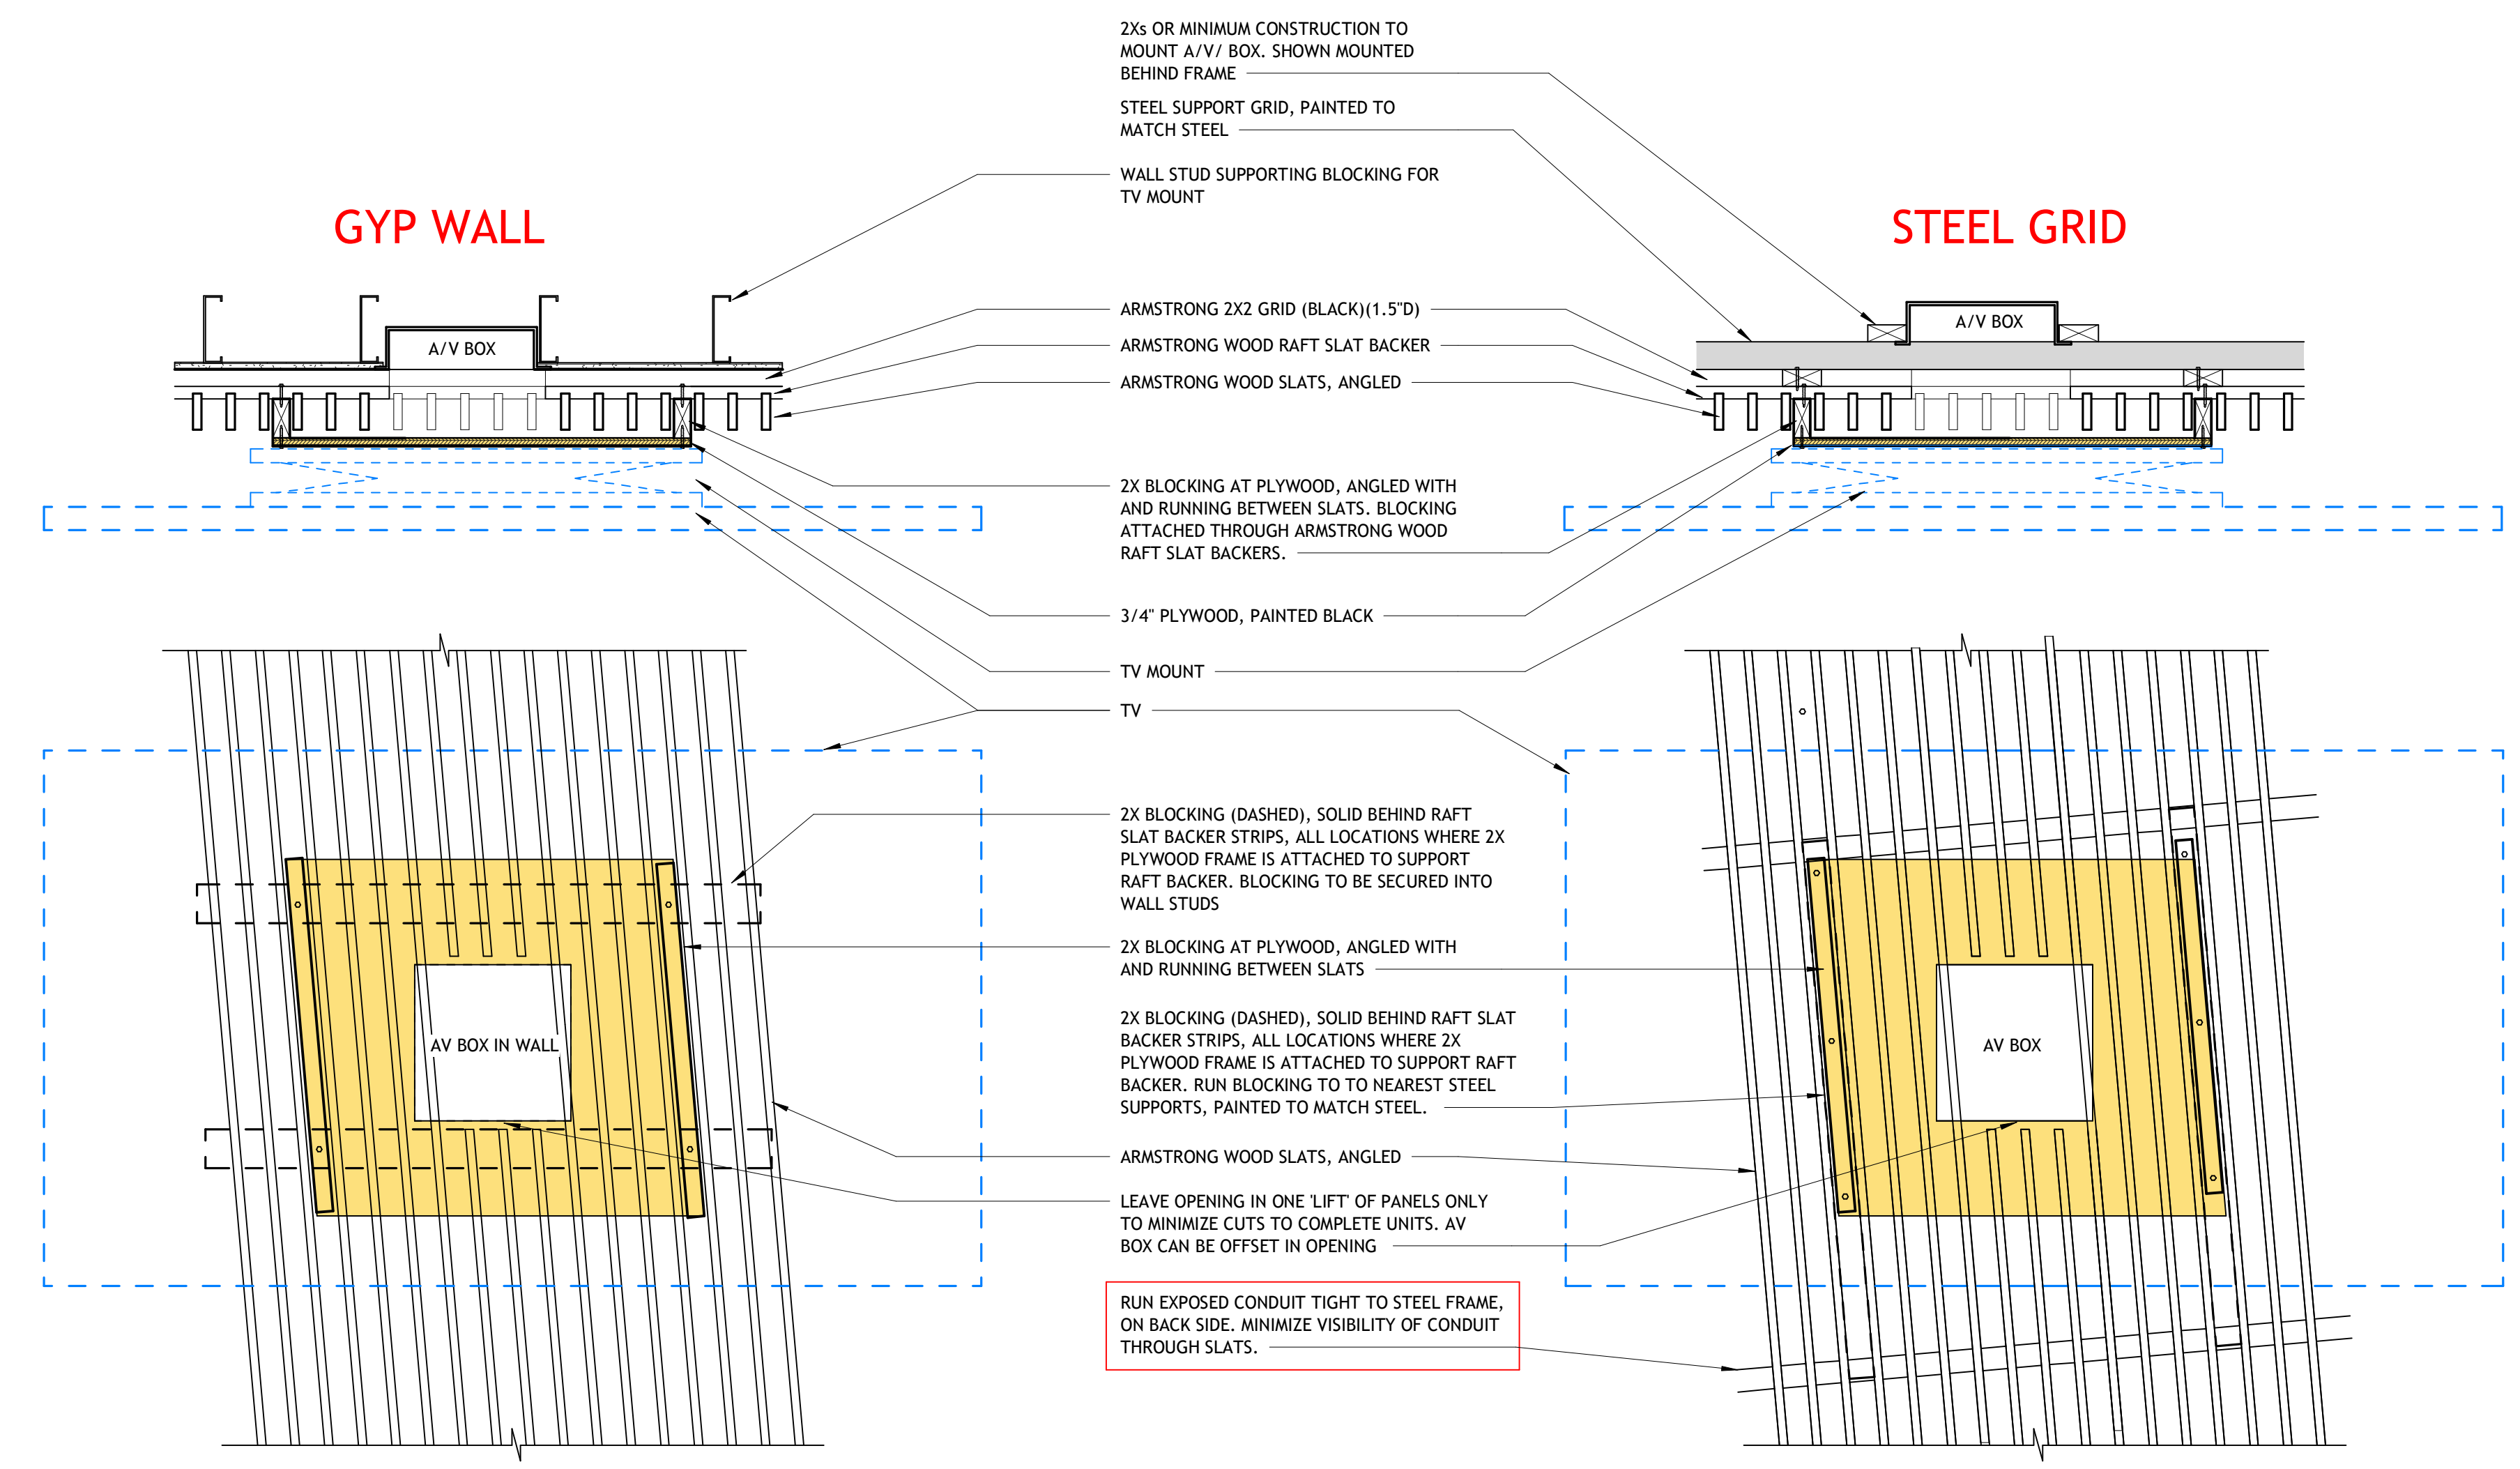 2Xs OR MINIMUM CONSTRUCTION TO
MOUNT A/V/ BOX. SHOWN MOUNTED
BEHIND FRAME
STEEL SUPPORT GRID, PAINTED TO
MATCH STEEL
WALL STUD SUPPORTING BLOCKING FOR
TV MOUNT
GYP WALL
STEEL GRID
A/V BOX
A/V BOX
ARMSTRONG 2X2 GRID (BLACK)(1.5"D)
ARMSTRONG WOOD RAFT SLAT BACKER
ARMSTRONG WOOD SLATS, ANGLED
2X BLOCKING AT PLYWOOD, ANGLED WITH
AND RUNNING BETWEEN SLATS. BLOCKING
ATTACHED THROUGH ARMSTRONG WOOD
RAFT SLAT BACKERS.
3/4" PLYWOOD, PAINTED BLACK
TV MOUNT
TV
2X BLOCKING (DASHED), SOLID BEHIND RAFT
SLAT BACKER STRIPS, ALL LOCATIONS WHERE 2X
PLYWOOD FRAME IS ATTACHED TO SUPPORT
RAFT BACKER. BLOCKING TO BE SECURED INTO
WALL STUDS
2X BLOCKING AT PLYWOOD, ANGLED WITH
AND RUNNING BETWEEN SLATS
AV BOX IN WALL
AV BOX
2X BLOCKING (DASHED), SOLID BEHIND RAFT SLAT
BACKER STRIPS, ALL LOCATIONS WHERE 2X
PLYWOOD FRAME IS ATTACHED TO SUPPORT RAFT
BACKER. RUN BLOCKING TO TO NEAREST STEEL
SUPPORTS, PAINTED TO MATCH STEEL.
ARMSTRONG WOOD SLATS, ANGLED
LEAVE OPENING IN ONE 'LIFT' OF PANELS ONLY
TO MINIMIZE CUTS TO COMPLETE UNITS. AV
BOX CAN BE OFFSET IN OPENING
RUN EXPOSED CONDUIT TIGHT TO STEEL FRAME,
ON BACK SIDE. MINIMIZE VISIBILITY OF CONDUIT
THROUGH SLATS.